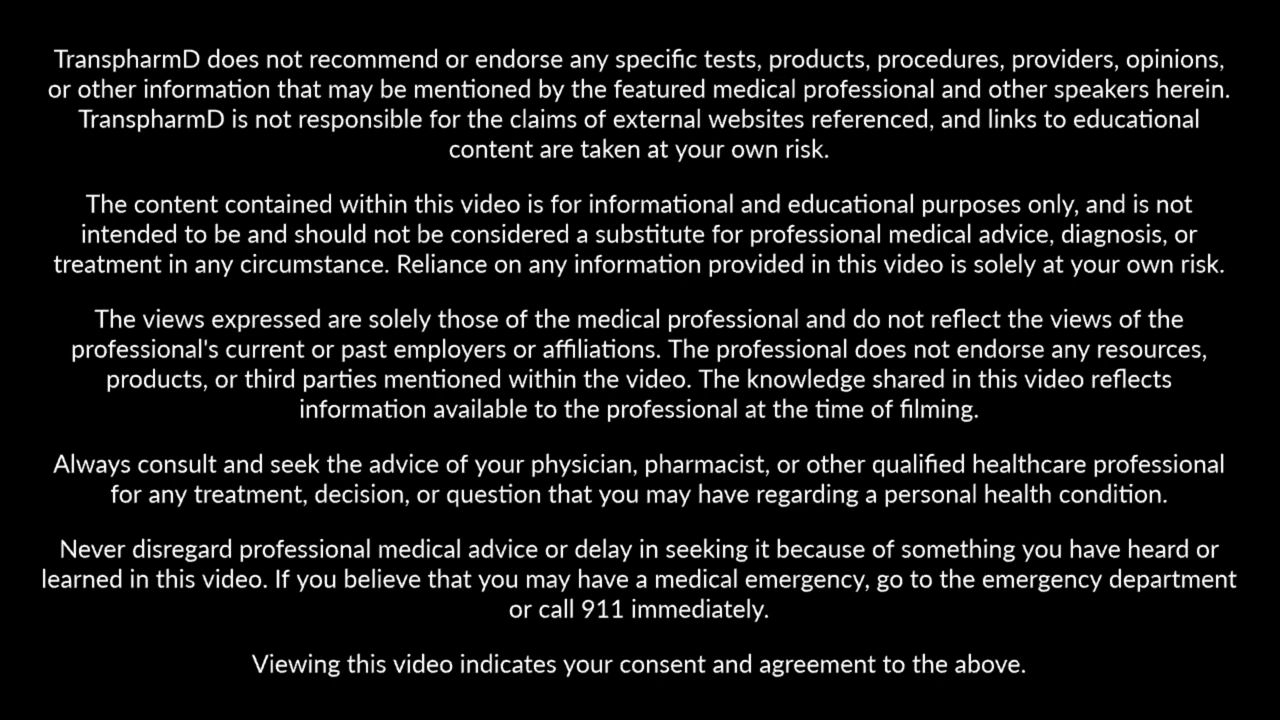 TranspharmD does not recommend or endorse any specific tests, products, procedures, providers, opinions,
or other information that may be mentioned by the featured medical professional and other speakers herein.
TranspharmD is not responsible for the claims of external websites referenced, and links to educational
content are taken at your own risk.
The content contained within this video is for informational and educational purposes only, and is not
intended to be and should not be considered a substitute for professional medical advice, diagnosis, or
treatment in any circumstance. Reliance on any information provided in this video is solely at your own risk.
The views expressed are solely those of the medical professional and do not reflect the views of the
professional's current or past employers or affiliations. The professional does not endorse any resources,
products, or third parties mentioned within the video. The knowledge shared in this video reflects
information available to the professional at the time of filming.
Always consult and seek the advice of your physician, pharmacist, or other qualified healthcare professional
for any treatment, decision, or question that you may have regarding a personal health condition.
Never disregard professional medical advice or delay in seeking it because of something you have heard or
learned in this video. If you believe that you may have a medical emergency, go to the emergency department
or call 911 immediately.
Viewing this video indicates your consent and agreement to the above.